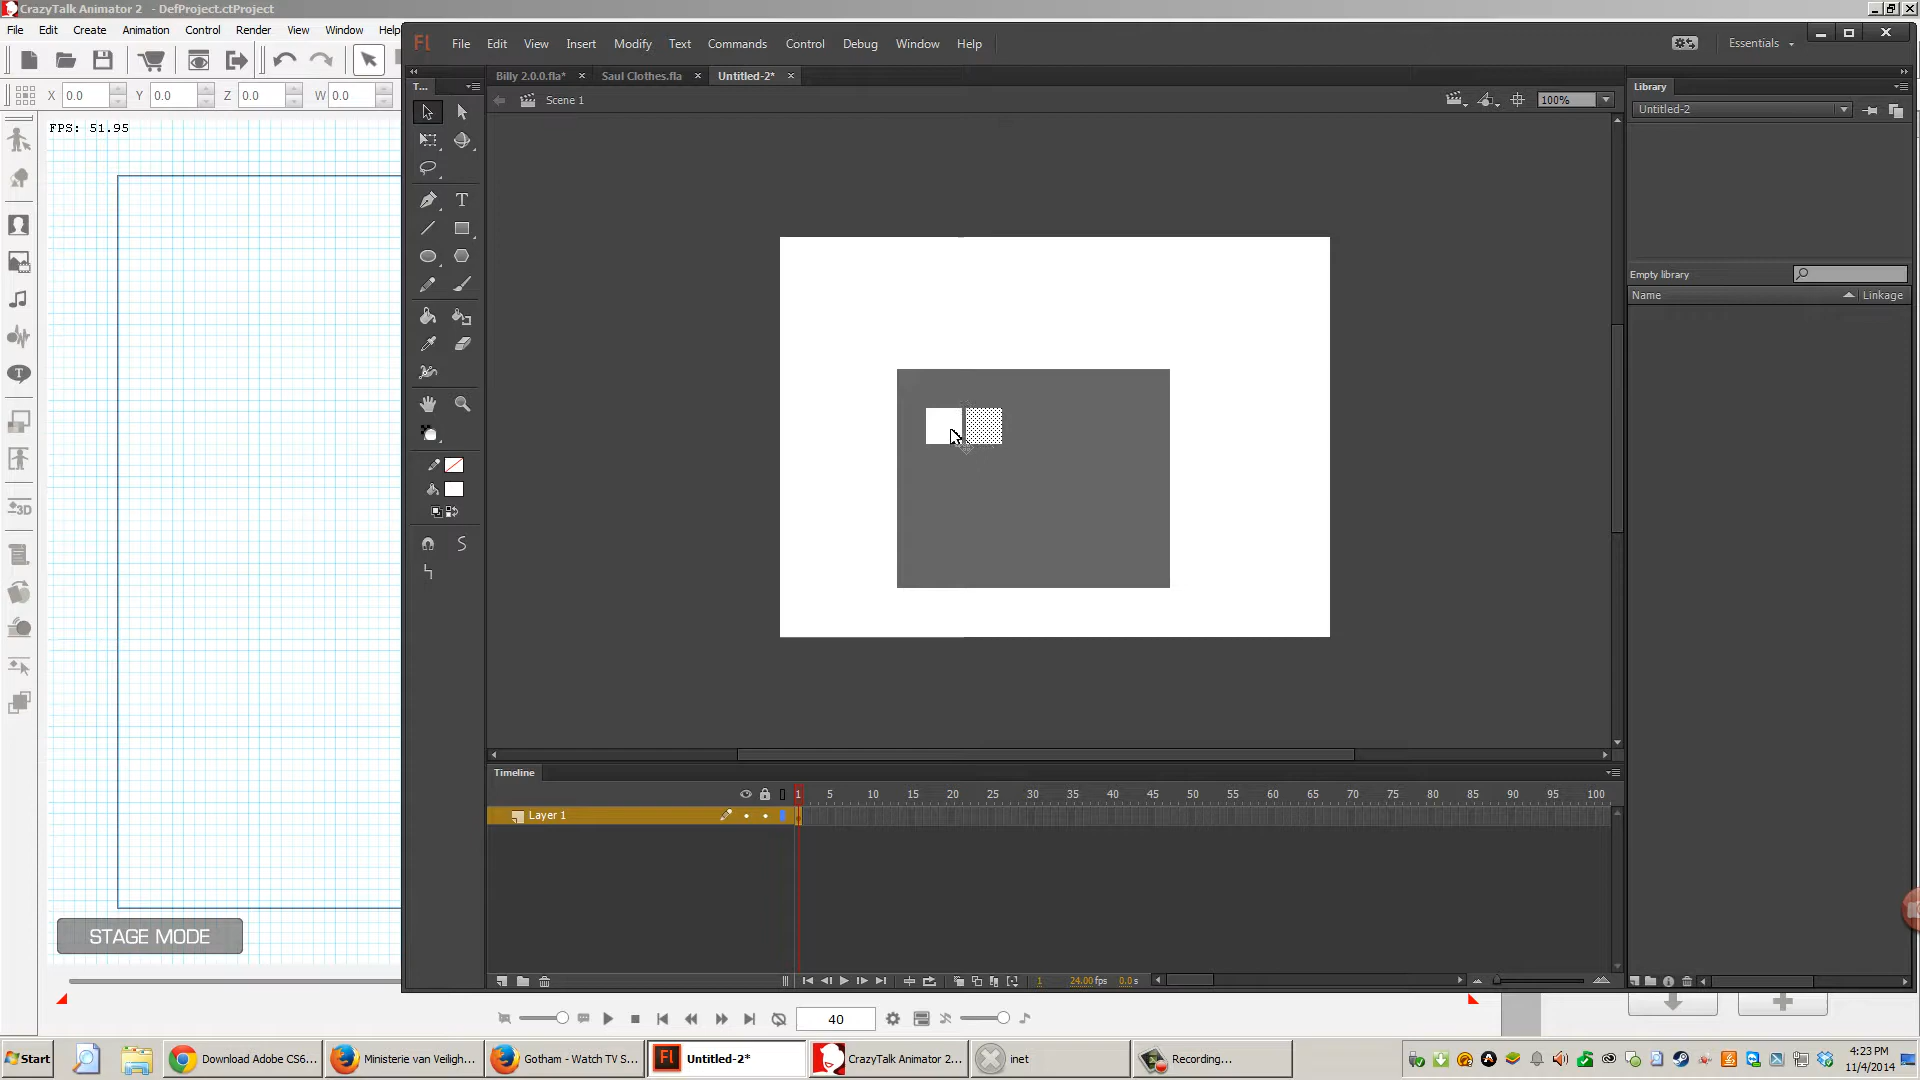 CrazyTalk Animator 2 - DefProject.ctProject
File Edit Create Animation Control Render View Window Help
X 0.0 Y 0.0 Z 0.0 W 0.0
FPS: 51.95
STAGE MODE
Fl File Edit View Insert Modify Text Commands Control Debug Window Help Essentials
T...
Billy 2.0.0.fla* × Saul Clothes.fla × Untitled-2* ×
Scene 1
100%
Library
Untitled-2
Empty library
Name Linkage
Timeline
1 5 10 15 20 25 30 35 40 45 50 55 60 65 70 75 80 85 90 95 100
Layer 1
1 24.00 fps 0.0 s
40
Start
Download Adobe CS6...
Ministerie van Veiligh...
Gotham - Watch TV S...
Fl Untitled-2*
CrazyTalk Animator 2...
inet
Recording...
4:23 PM
11/4/2014
3D
T